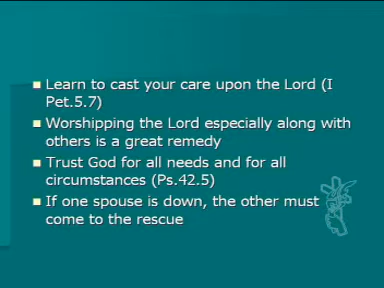 Learn to cast your care upon the Lord (I
Pet.5.7)
Worshipping the Lord especially along with
others is a great remedy
Trust God for all needs and for all
circumstances (Ps.42.5)
If one spouse is down, the other must
come to the rescue